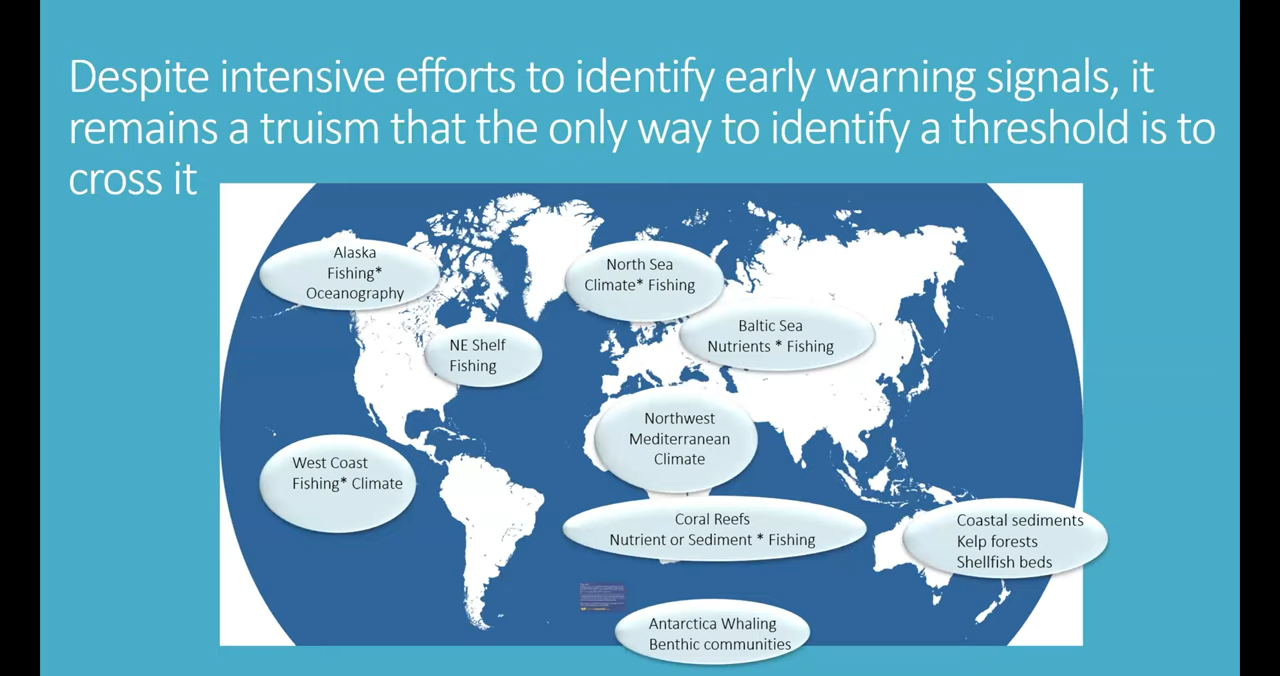 Despite intensive efforts to identify early warning signals, it
remains a truism that the only way to identify a threshold is to
cross it
Alaska
Fishing*
Oceanography
North Sea
Climate* Fishing
Baltic Sea
Nutrients * Fishing
NE Shelf
Fishing
Northwest
Mediterranean
Climate
West Coast
Fishing* Climate
Coral Reefs
Nutrient or Sediment * Fishing
Coastal sediments
Kelp forests
Shellfish beds
Antarctica Whaling
Benthic communities